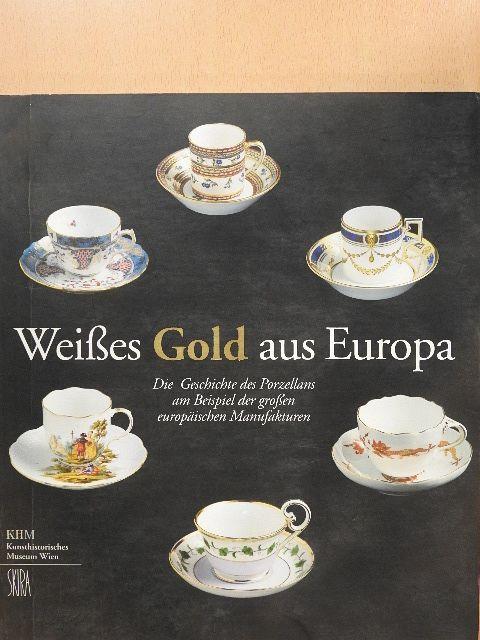 Weißes Gold aus Europa
Die Geschichte des Porzellans
am Beispiel der großen
europäischen Manufakturen
KHM
Kunsthistorisches
Museum Wien
SKIRA